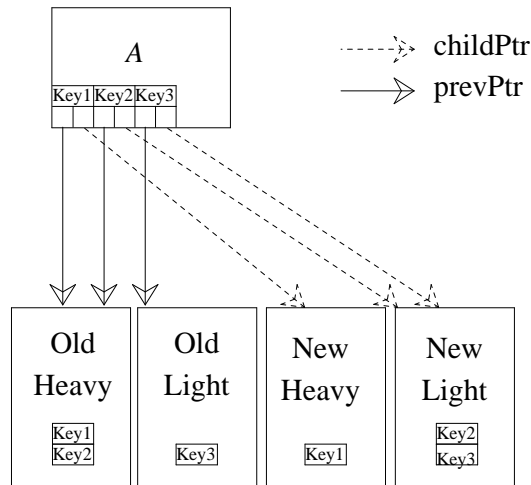 A
Key1 Key2 Key3
childPtr
prevPtr
Old
Heavy
Key1
Key2
Old
Light
Key3
New
Heavy
Key1
New
Light
Key2
Key3